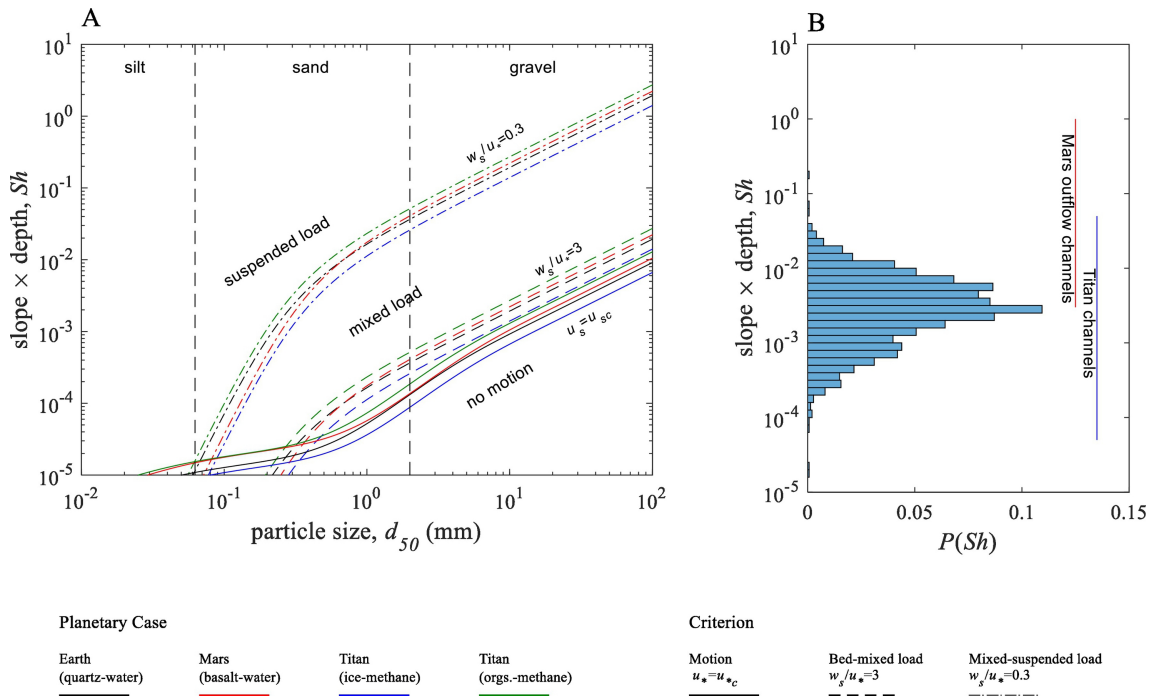 A
B
10^1
10^0
10^-1
10^-2
10^-3
10^-4
10^-5
slope × depth, Sh
silt
sand
gravel
w_s/u_*=0.3
suspended load
w_s/u_*=3
mixed load
u_s=u_sc
no motion
10^-2
10^-1
10^0
10^1
10^2
particle size, d_50 (mm)
10^1
10^0
10^-1
10^-2
10^-3
10^-4
10^-5
slope × depth, Sh
Mars outflow channels
Titan channels
0
0.05
0.1
0.15
P(Sh)
Planetary Case
Criterion
Earth
(quartz-water)
Mars
(basalt-water)
Titan
(ice-methane)
Titan
(orgs.-methane)
Motion
u_*=u_*c
Bed-mixed load
w_s/u_*=3
Mixed-suspended load
w_s/u_*=0.3